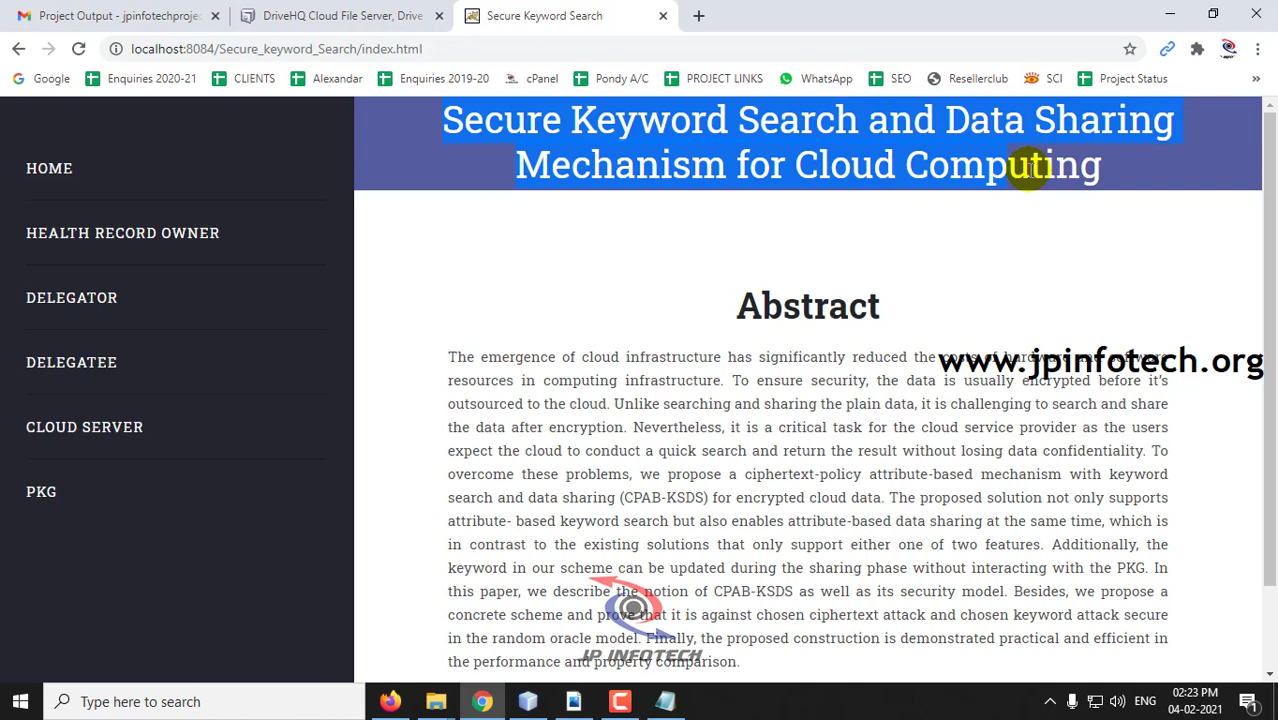 Project Output - jpinfotechproje
DriveHQ Cloud File Server, Drive
Secure Keyword Search
localhost:8084/Secure_keyword_Search/index.html
Google
Enquiries 2020-21
CLIENTS
Alexandar
Enquiries 2019-20
cPanel
Pondy A/C
PROJECT LINKS
WhatsApp
SEO
Resellerclub
SCI
Project Status
HOME
HEALTH RECORD OWNER
DELEGATOR
DELEGATEE
CLOUD SERVER
PKG
Secure Keyword Search and Data Sharing
Mechanism for Cloud Computing
Abstract
The emergence of cloud infrastructure has significantly reduced the costs of hardware and software
www.jpinfotech.org
resources in computing infrastructure. To ensure security, the data is usually encrypted before it's
outsourced to the cloud. Unlike searching and sharing the plain data, it is challenging to search and share
the data after encryption. Nevertheless, it is a critical task for the cloud service provider as the users
expect the cloud to conduct a quick search and return the result without losing data confidentiality. To
overcome these problems, we propose a ciphertext-policy attribute-based mechanism with keyword
search and data sharing (CPAB-KSDS) for encrypted cloud data. The proposed solution not only supports
attribute- based keyword search but also enables attribute-based data sharing at the same time, which is
in contrast to the existing solutions that only support either one of two features. Additionally, the
keyword in our scheme can be updated during the sharing phase without interacting with the PKG. In
this paper, we describe the notion of CPAB-KSDS as well as its security model. Besides, we propose a
concrete scheme and prove that it is against chosen ciphertext attack and chosen keyword attack secure
in the random oracle model. Finally, the proposed construction is demonstrated practical and efficient in
the performance and property comparison.
JP INFOTECH
Type here to search
ENG
02:23 PM
04-02-2021
1